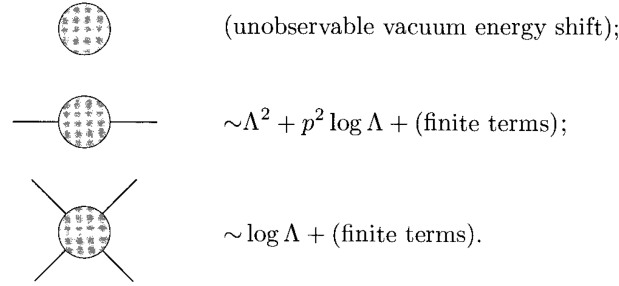 (unobservable vacuum energy shift);
~Λ² + p² log Λ + (finite terms);
~ log Λ + (finite terms).